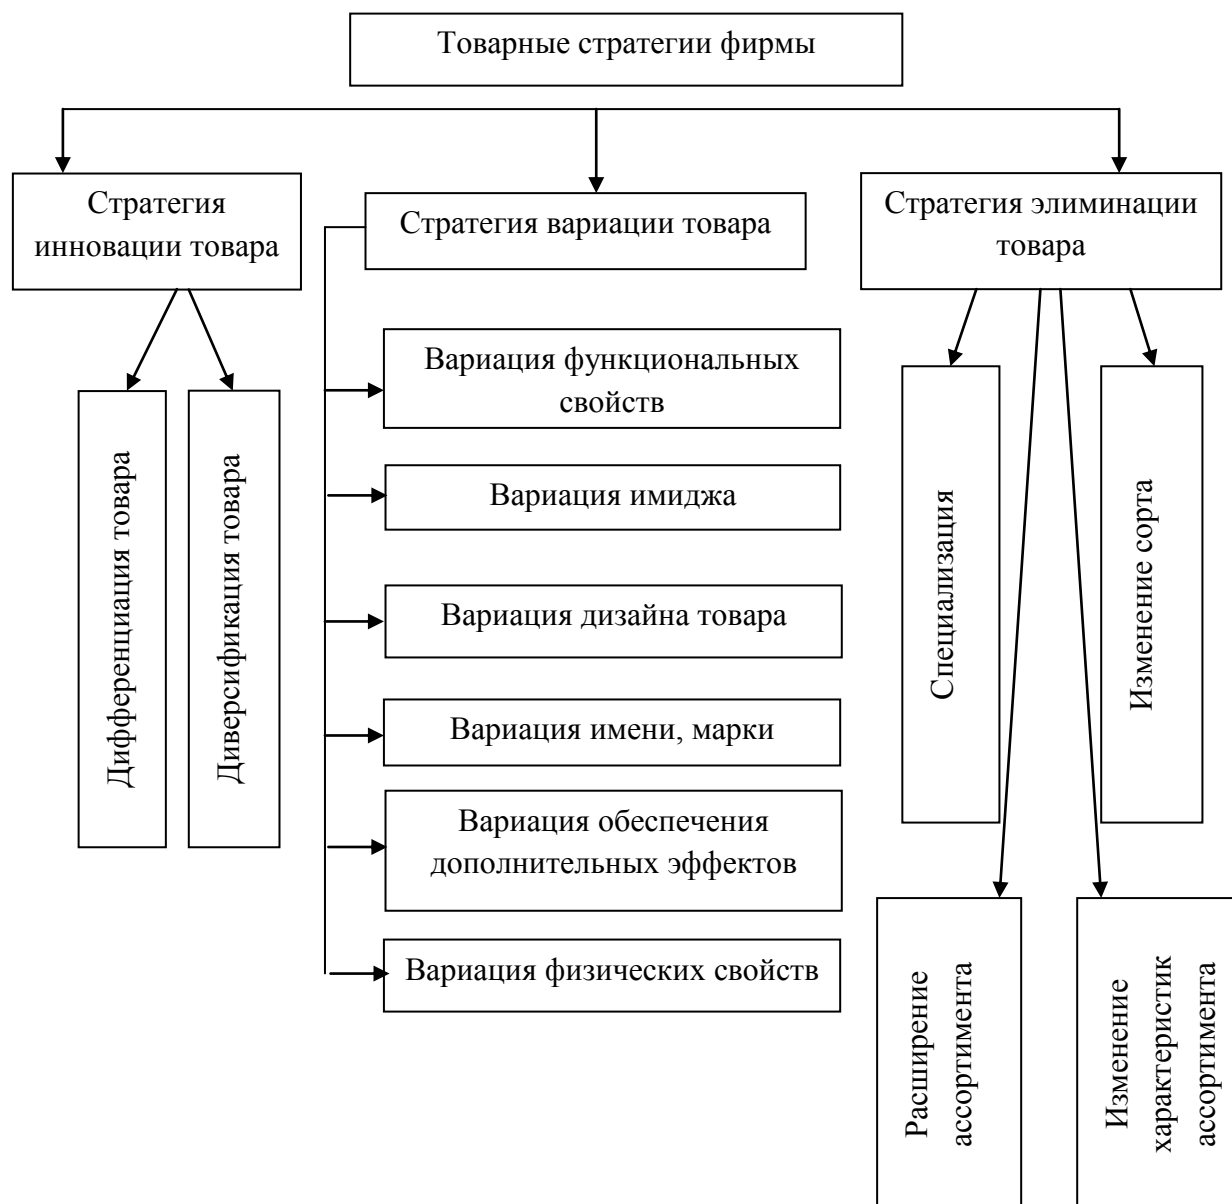 Товарные стратегии фирмы
Стратегия
инновации товара
Стратегия вариации товара
Стратегия элиминации
товара
Дифференциация товара
Диверсификация товара
Вариация функциональных
свойств
Вариация имиджа
Вариация дизайна товара
Вариация имени, марки
Вариация обеспечения
дополнительных эффектов
Вариация физических свойств
Специализация
Изменение сорта
Расширение
ассортимента
Изменение
характеристик
ассортимента